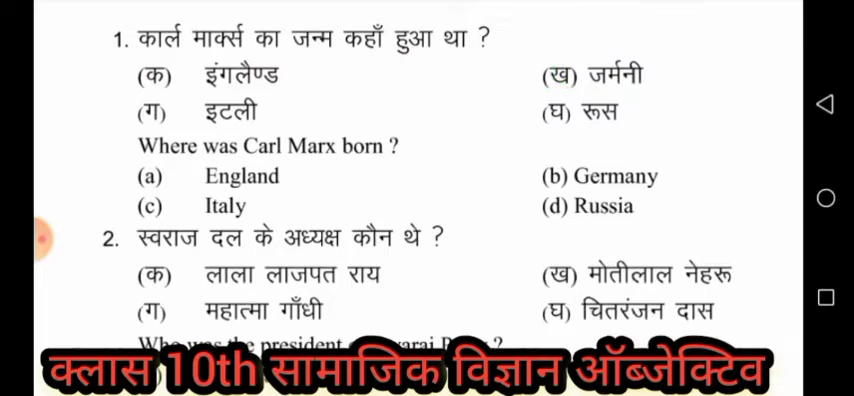 1. कार्ल मार्क्स का जन्म कहाँ हुआ था ?
(क) इंगलैण्ड (ख) जर्मनी
(ग) इटली (घ) रूस
Where was Carl Marx born ?
(a) England (b) Germany
(c) Italy (d) Russia
2. स्वराज दल के अध्यक्ष कौन थे ?
(क) लाला लाजपत राय (ख) मोतीलाल नेहरू
(ग) महात्मा गाँधी (घ) चितरंजन दास
president
क्लास 10th सामाजिक विज्ञान ऑब्जेक्टिव